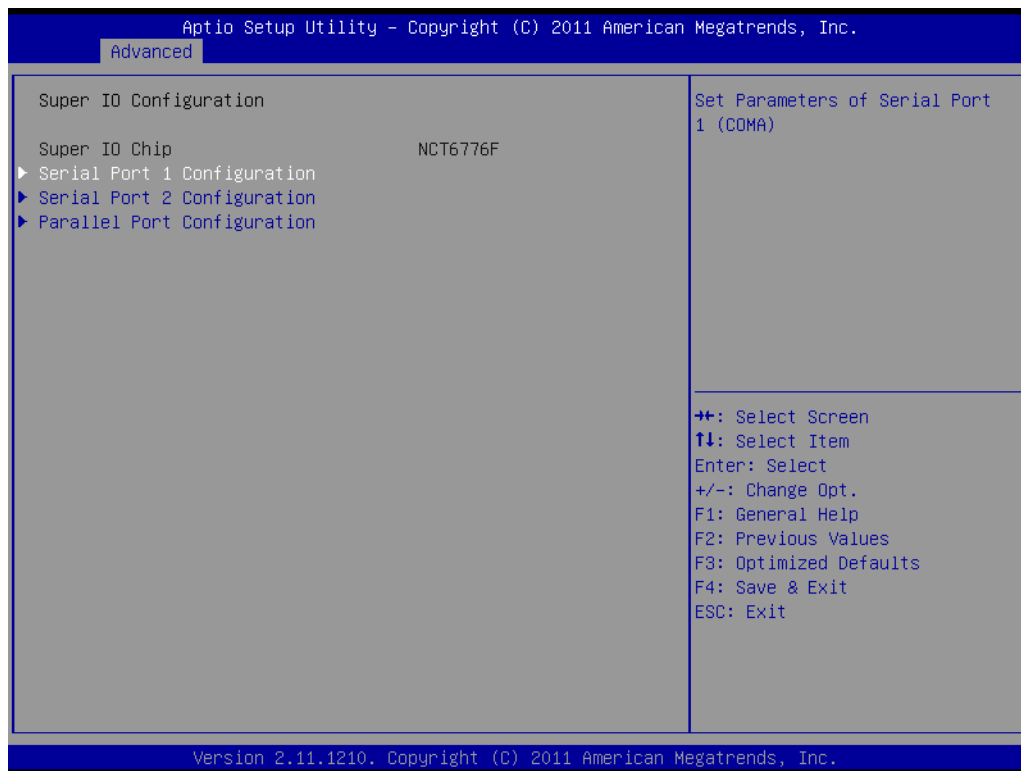 Aptio Setup Utility – Copyright (C) 2011 American Megatrends, Inc.
Advanced
Super IO Configuration
Super IO Chip NCT6776F
▶ Serial Port 1 Configuration
▶ Serial Port 2 Configuration
▶ Parallel Port Configuration
Set Parameters of Serial Port
1 (COMA)
→←: Select Screen
↑↓: Select Item
Enter: Select
+/-: Change Opt.
F1: General Help
F2: Previous Values
F3: Optimized Defaults
F4: Save & Exit
ESC: Exit
Version 2.11.1210. Copyright (C) 2011 American Megatrends, Inc.